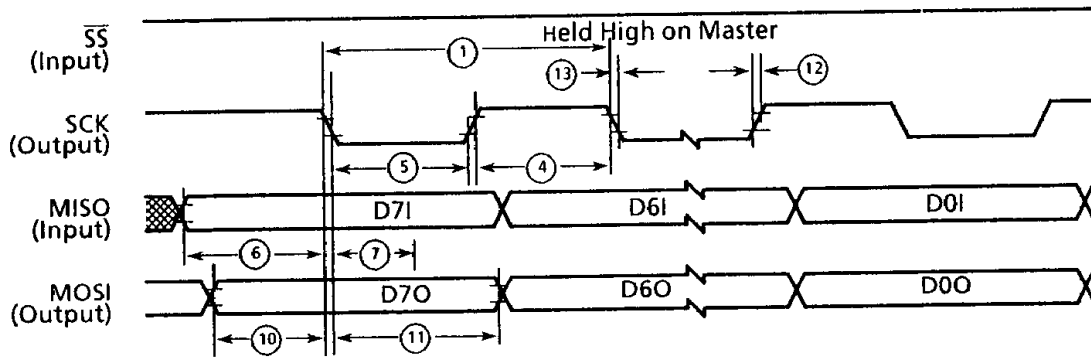 SS
(Input)
Held High on Master
1
13
12
SCK
(Output)
5
4
MISO
(Input)
D7I
D6I
D0I
6
7
MOSI
(Output)
D7O
D6O
D0O
10
11